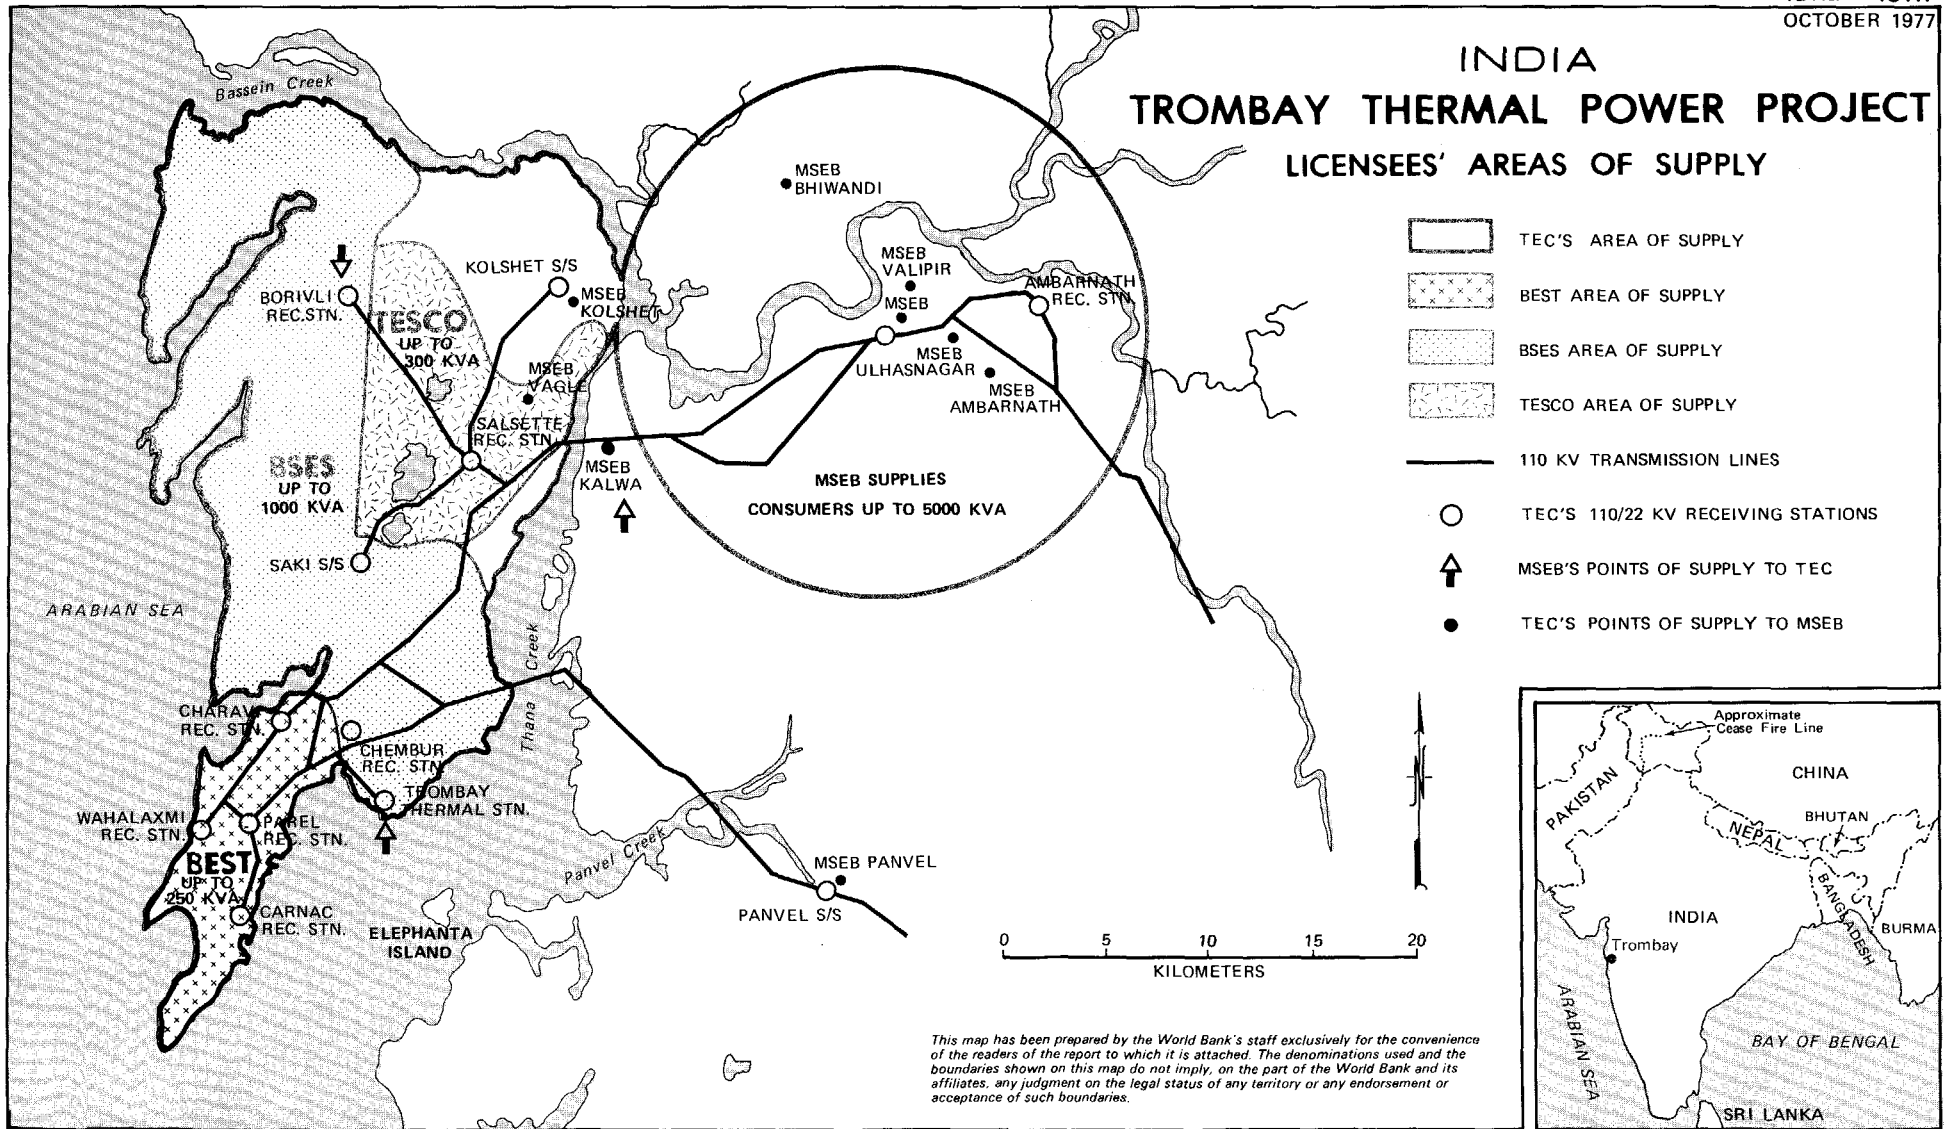 OCTOBER 1977
INDIA
TROMBAY THERMAL POWER PROJECT
LICENSEES' AREAS OF SUPPLY
TEC'S AREA OF SUPPLY
BEST AREA OF SUPPLY
BSES AREA OF SUPPLY
TESCO AREA OF SUPPLY
110 KV TRANSMISSION LINES
TEC'S 110/22 KV RECEIVING STATIONS
MSEB'S POINTS OF SUPPLY TO TEC
TEC'S POINTS OF SUPPLY TO MSEB
Bassein Creek
MSEB
BHIWANDI
KOLSHET S/S
MSEB
KOLSHET
BORIVLI
REC.STN.
TESCO
UP TO
300 KVA
MSEB
VALIPIR
MSEB
AMBARNATH
REC. STN.
MSEB
ULHASNAGAR
MSEB
AMBARNATH
MSEB
VAGLE
SALSETTE
REC. STN.
BSES
UP TO
1000 KVA
MSEB
KALWA
MSEB SUPPLIES
CONSUMERS UP TO 5000 KVA
SAKI S/S
ARABIAN SEA
Thana Creek
CHARAV
REC. STN.
CHEMBUR
REC. STN.
TROMBAY
THERMAL STN.
WAHALAXMI
REC. STN.
PAREL
REC. STN.
BEST
UP TO
250 KVA
CARNAC
REC. STN.
ELEPHANTA
ISLAND
Panvel Creek
MSEB PANVEL
PANVEL S/S
N
0 5 10 15 20
KILOMETERS
This map has been prepared by the World Bank's staff exclusively for the convenience
of the readers of the report to which it is attached. The denominations used and the
boundaries shown on this map do not imply, on the part of the World Bank and its
affiliates, any judgment on the legal status of any territory or any endorsement or
acceptance of such boundaries.
Approximate
Cease Fire Line
CHINA
PAKISTAN
NEPAL
BHUTAN
BANGLADESH
INDIA
BURMA
Trombay
ARABIAN SEA
BAY OF BENGAL
SRI LANKA